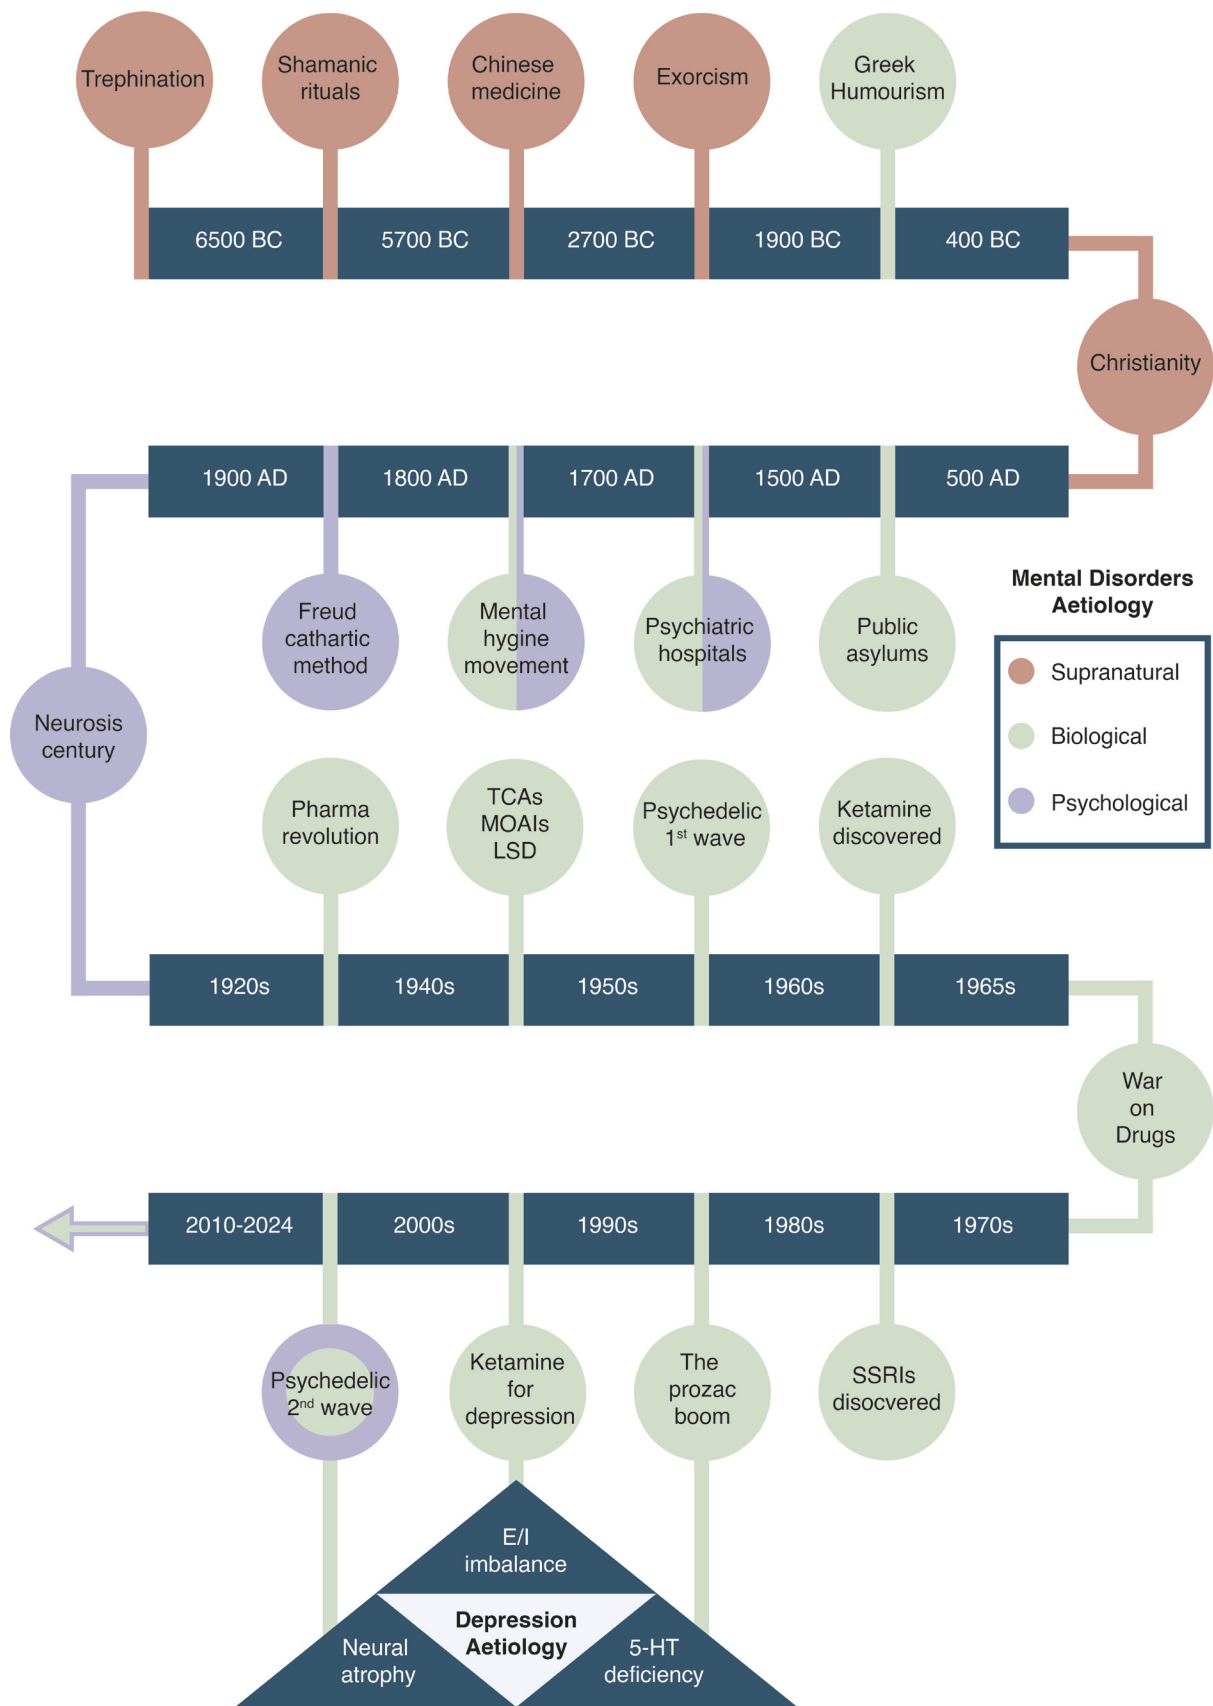 Trephination
Shamanic
rituals
Chinese
medicine
Exorcism
Greek
Humourism
6500 BC
5700 BC
2700 BC
1900 BC
400 BC
Christianity
1900 AD
1800 AD
1700 AD
1500 AD
500 AD
Freud
cathartic
method
Mental
hygine
movement
Psychiatric
hospitals
Public
asylums
Mental Disorders
Aetiology
Supranatural
Biological
Psychological
Neurosis
century
Pharma
revolution
TCAs
MOAIs
LSD
Psychedelic
1st wave
Ketamine
discovered
1920s
1940s
1950s
1960s
1965s
War
on
Drugs
2010-2024
2000s
1990s
1980s
1970s
Psychedelic
2nd wave
Ketamine
for
depression
The
prozac
boom
SSRIs
disocvered
E/I
imbalance
Depression
Aetiology
Neural
atrophy
5-HT
deficiency